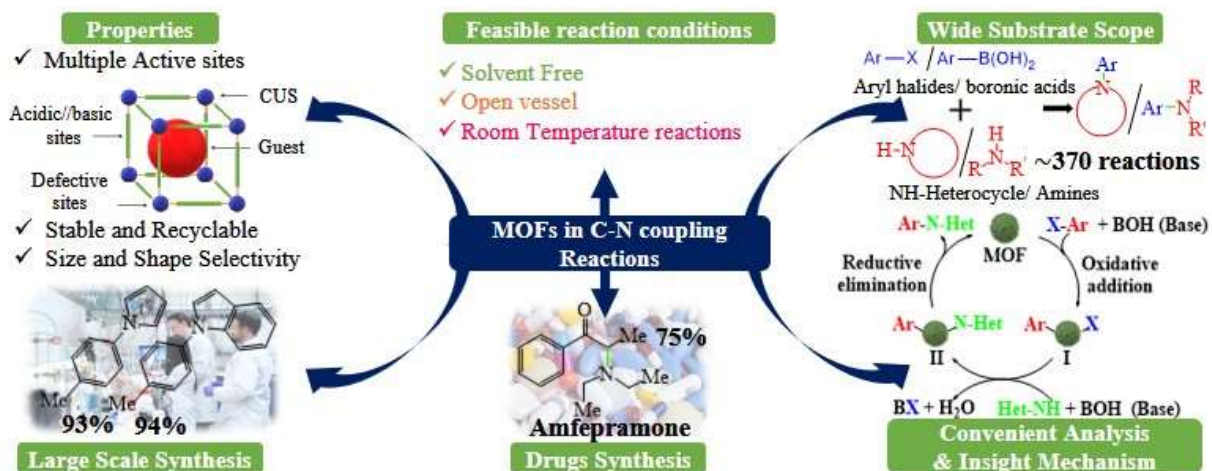 Properties
✓ Multiple Active sites
CUS
Acidic//basic
sites
Guest
Defective
sites
✓ Stable and Recyclable
✓ Size and Shape Selectivity
N
N
Me
Me
93%
94%
Large Scale Synthesis
Feasible reaction conditions
✓ Solvent Free
✓ Open vessel
✓ Room Temperature reactions
MOFs in C-N coupling
Reactions
O
Me
75%
N
Me
Me
Amfepramone
Drugs Synthesis
Wide Substrate Scope
Ar—X / Ar—B(OH)₂
Aryl halides/ boronic acids
+
Ar
N
/ Ar-N
R
R'
H-N
/
H
N
R
R'
~370 reactions
NH-Heterocycle/ Amines
Ar-N-Het
MOF
X-Ar + BOH (Base)
Reductive
elimination
Oxidative
addition
Ar
N-Het
II
Ar
X
I
BX + H₂O
Het-NH + BOH (Base)
Convenient Analysis
& Insight Mechanism